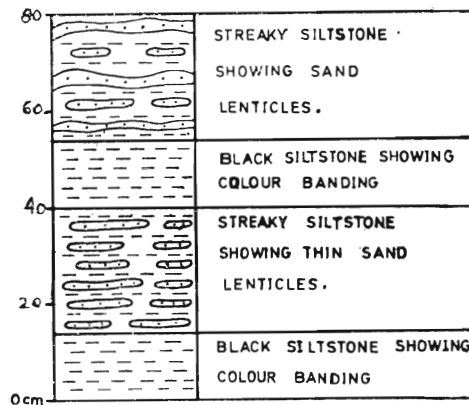 80
STREAKY SILTSTONE
SHOWING SAND
60
LENTICLES.
BLACK SILTSTONE SHOWING
COLOUR BANDING
40
STREAKY SILTSTONE
SHOWING THIN SAND
LENTICLES.
20
BLACK SILTSTONE SHOWING
COLOUR BANDING
0cm